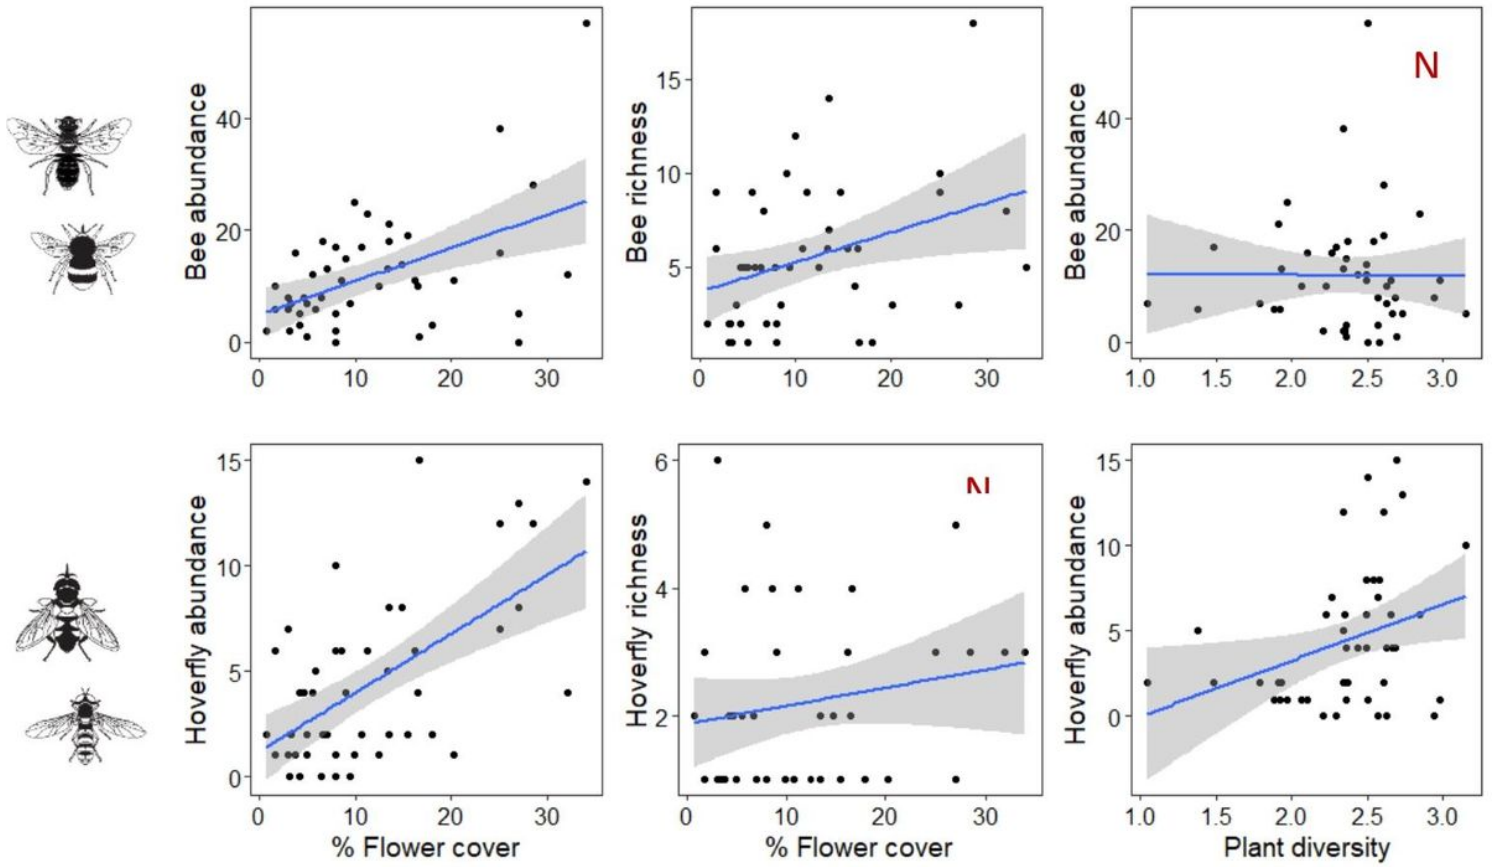 Bee abundance
40
20
0
0 10 20 30
Bee richness
15
10
5
0 10 20 30
Bee abundance
N
40
20
0
1.0 1.5 2.0 2.5 3.0
Hoverfly abundance
15
10
5
0
0 10 20 30
% Flower cover
Hoverfly richness
N
6
4
2
0 10 20 30
% Flower cover
Hoverfly abundance
15
10
5
0
1.0 1.5 2.0 2.5 3.0
Plant diversity